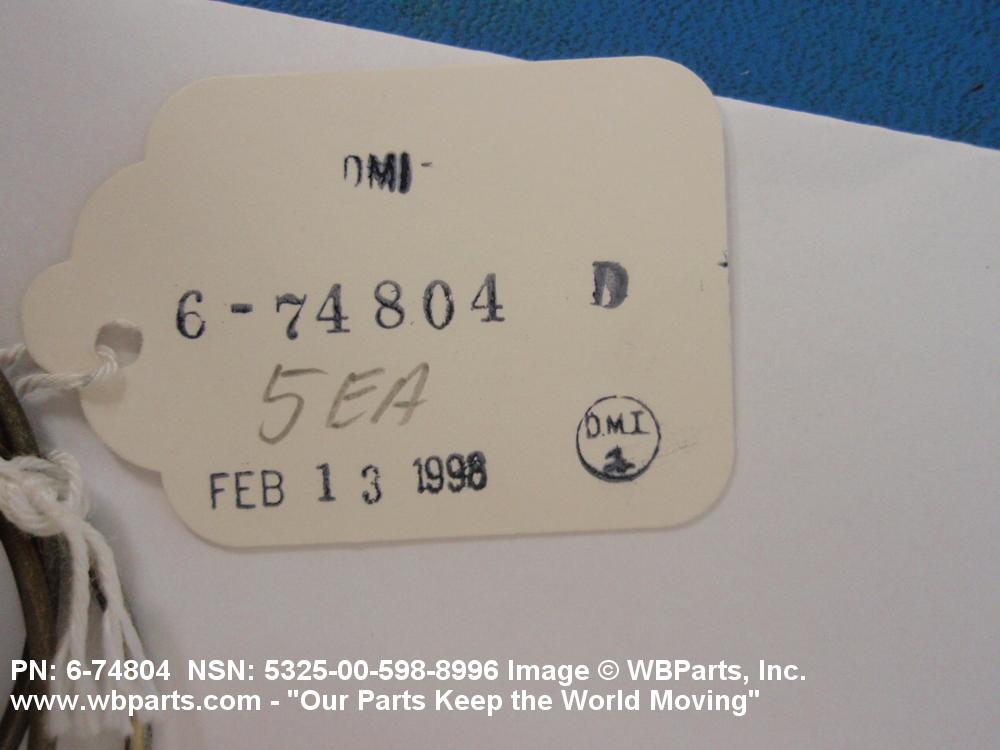 DMI-
6-74804 D
5EA
D.M.I
FEB 13 1998
PN: 6-74804 NSN: 5325-00-598-8996 Image © WBParts, Inc.
www.wbparts.com - "Our Parts Keep the World Moving"